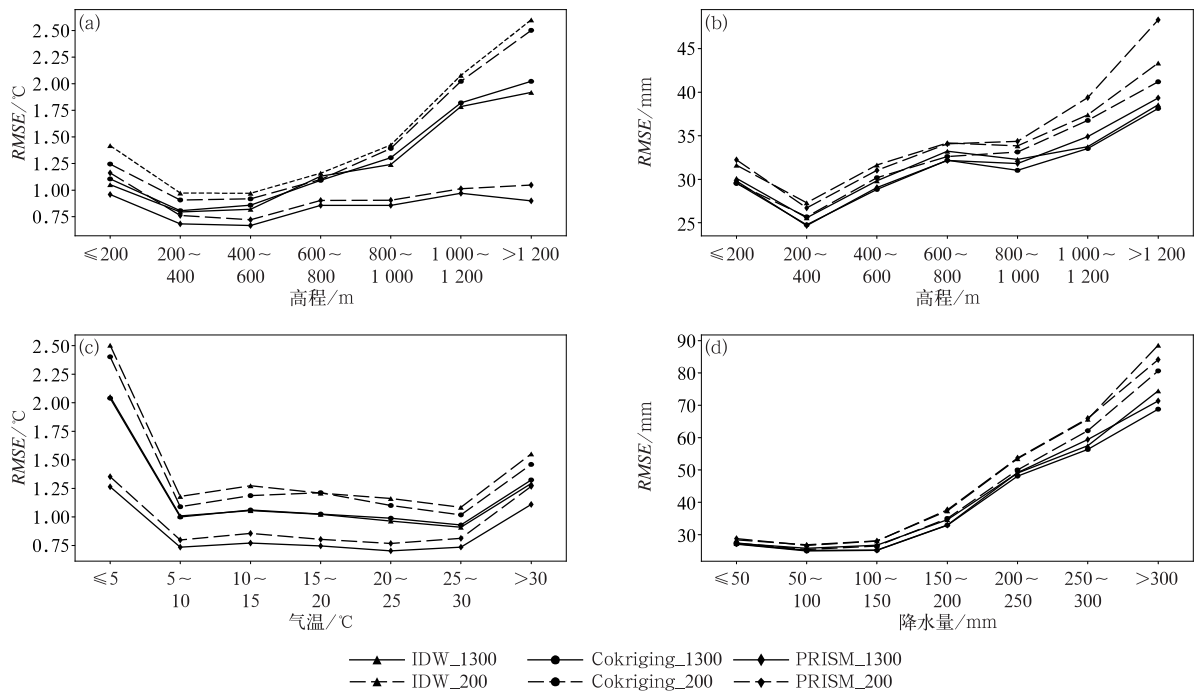 (a)
RMSE/℃
2.50
2.25
2.00
1.75
1.50
1.25
1.00
0.75
≤200 200～400 400～600 600～800 800～1 000 1 000～1 200 >1 200
高程/m
(b)
RMSE/mm
45
40
35
30
25
≤200 200～400 400～600 600～800 800～1 000 1 000～1 200 >1 200
高程/m
(c)
RMSE/℃
2.50
2.25
2.00
1.75
1.50
1.25
1.00
0.75
≤5 5～10 10～15 15～20 20～25 25～30 >30
气温/℃
(d)
RMSE/mm
90
80
70
60
50
40
30
≤50 50～100 100～150 150～200 200～250 250～300 >300
降水量/mm
IDW_1300 Cokriging_1300 PRISM_1300
IDW_200 Cokriging_200 PRISM_200